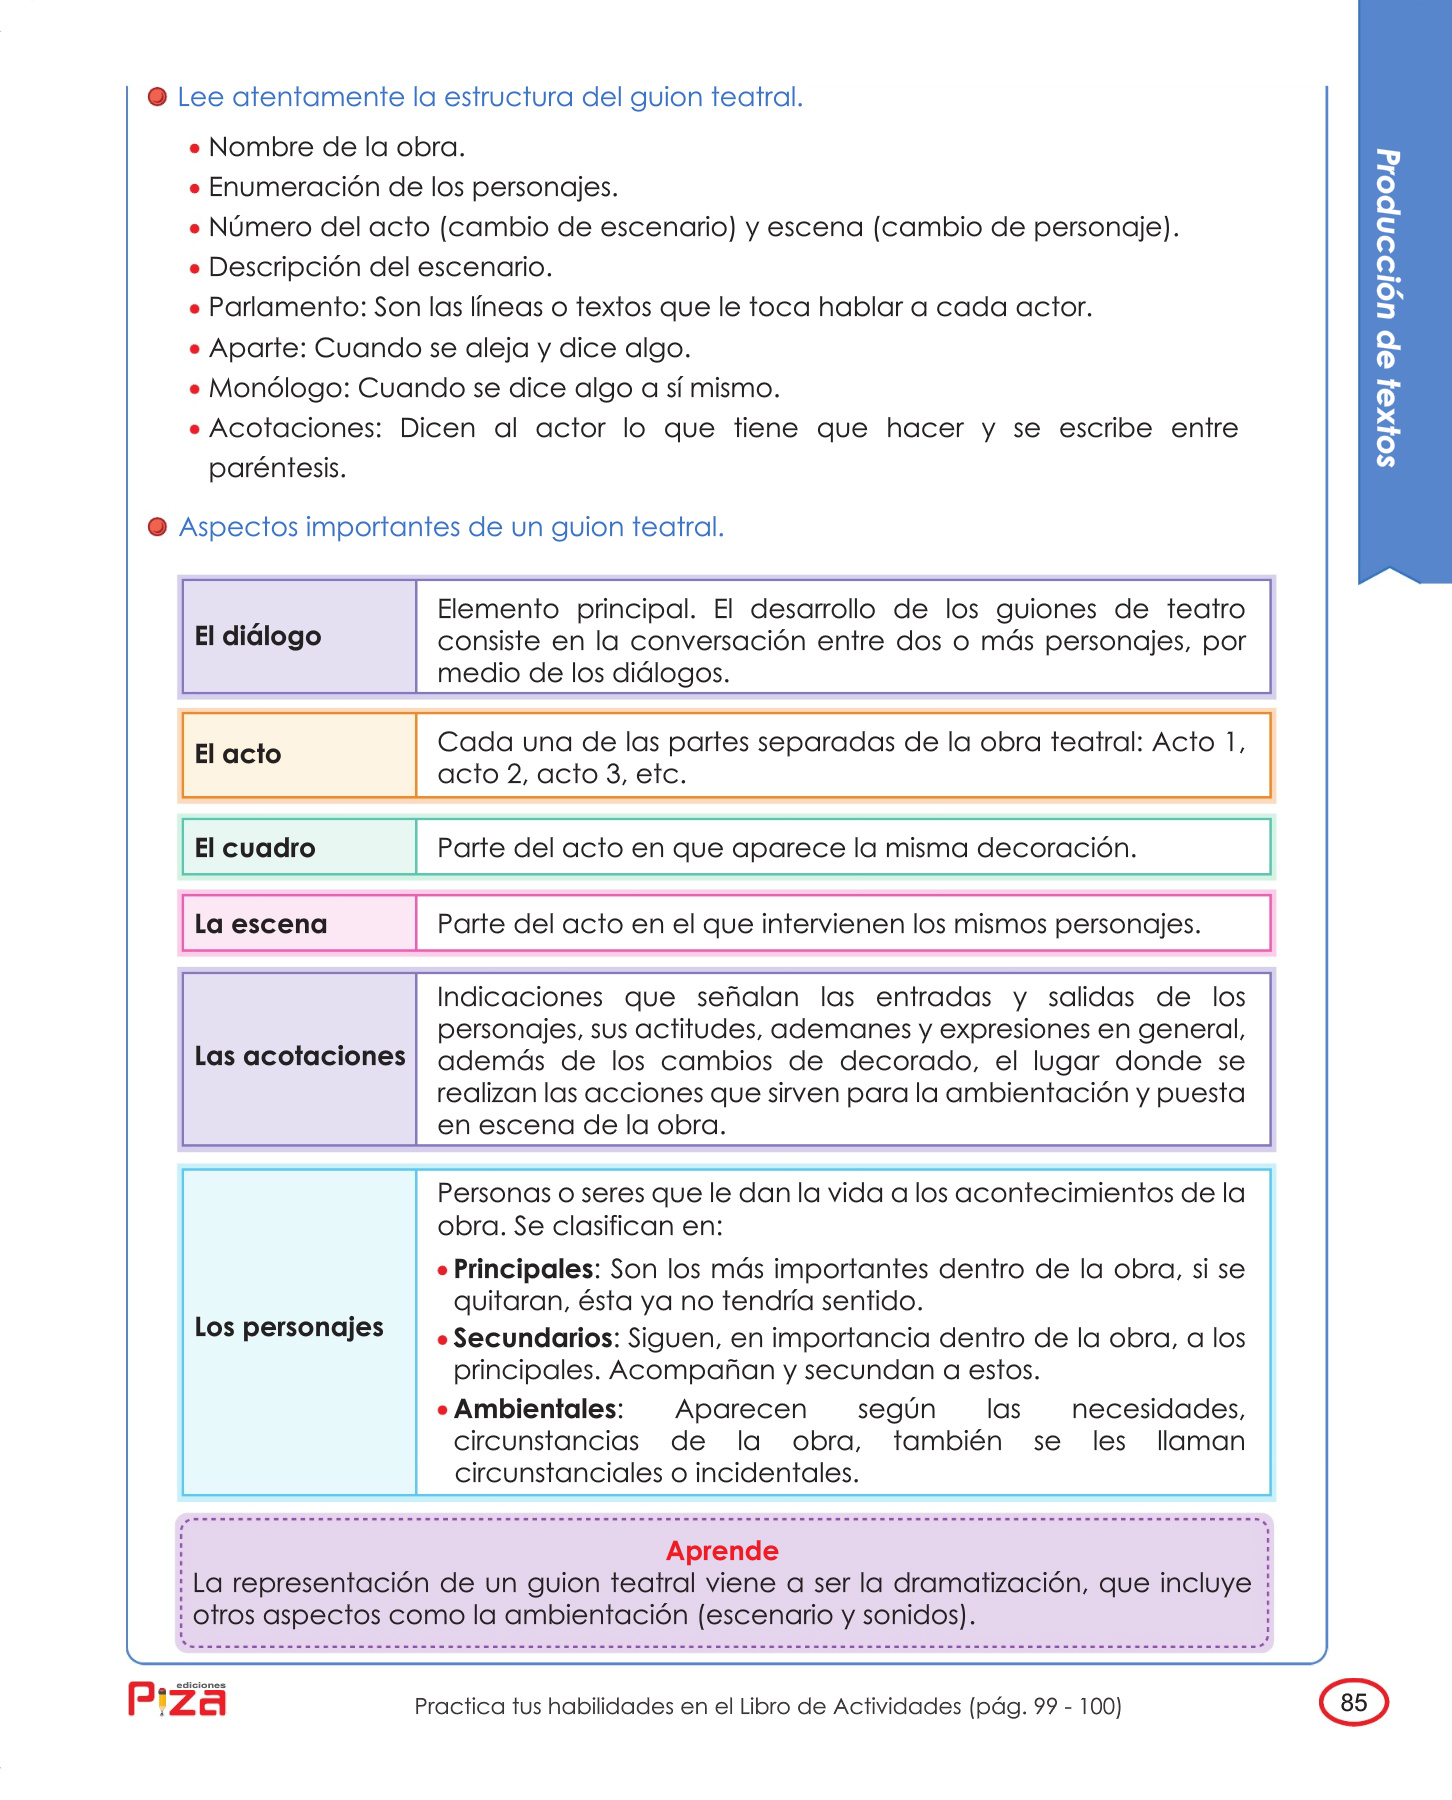 Producción de textos
Lee atentamente la estructura del guion teatral.
• Nombre de la obra.
• Enumeración de los personajes.
• Número del acto (cambio de escenario) y escena (cambio de personaje).
• Descripción del escenario.
• Parlamento: Son las líneas o textos que le toca hablar a cada actor.
• Aparte: Cuando se aleja y dice algo.
• Monólogo: Cuando se dice algo a sí mismo.
• Acotaciones: Dicen al actor lo que tiene que hacer y se escribe entre
paréntesis.
Aspectos importantes de un guion teatral.
El diálogo
Elemento principal. El desarrollo de los guiones de teatro
consiste en la conversación entre dos o más personajes, por
medio de los diálogos.
El acto
Cada una de las partes separadas de la obra teatral: Acto 1,
acto 2, acto 3, etc.
El cuadro
Parte del acto en que aparece la misma decoración.
La escena
Parte del acto en el que intervienen los mismos personajes.
Las acotaciones
Indicaciones que señalan las entradas y salidas de los
personajes, sus actitudes, ademanes y expresiones en general,
además de los cambios de decorado, el lugar donde se
realizan las acciones que sirven para la ambientación y puesta
en escena de la obra.
Los personajes
Personas o seres que le dan la vida a los acontecimientos de la
obra. Se clasifican en:
• Principales: Son los más importantes dentro de la obra, si se
quitaran, ésta ya no tendría sentido.
• Secundarios: Siguen, en importancia dentro de la obra, a los
principales. Acompañan y secundan a estos.
• Ambientales: Aparecen según las necesidades,
circunstancias de la obra, también se les llaman
circunstanciales o incidentales.
Aprende
La representación de un guion teatral viene a ser la dramatización, que incluye
otros aspectos como la ambientación (escenario y sonidos).
ediciones
Piza
Practica tus habilidades en el Libro de Actividades (pág. 99 - 100)
85